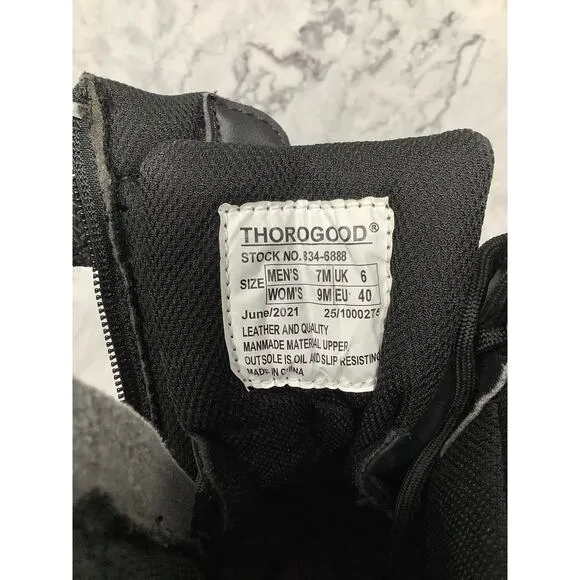 THOROGOOD®
STOCK NO. 834-6888
SIZE MEN'S 7M UK 6
WOM'S 9M EU 40
June/2021 25/1000275
LEATHER AND QUALITY
MANMADE MATERIAL UPPER
OUTSOLE IS OIL AND SLIP RESISTING
MADE IN CHINA